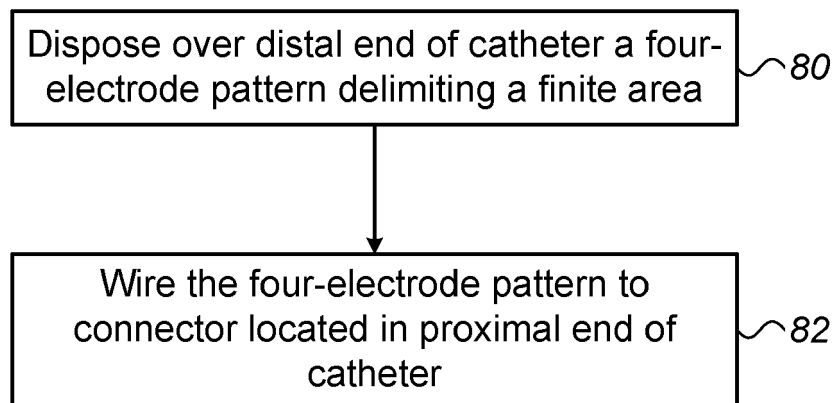 Dispose over distal end of catheter a four-
electrode pattern delimiting a finite area
80
Wire the four-electrode pattern to
connector located in proximal end of
catheter
82